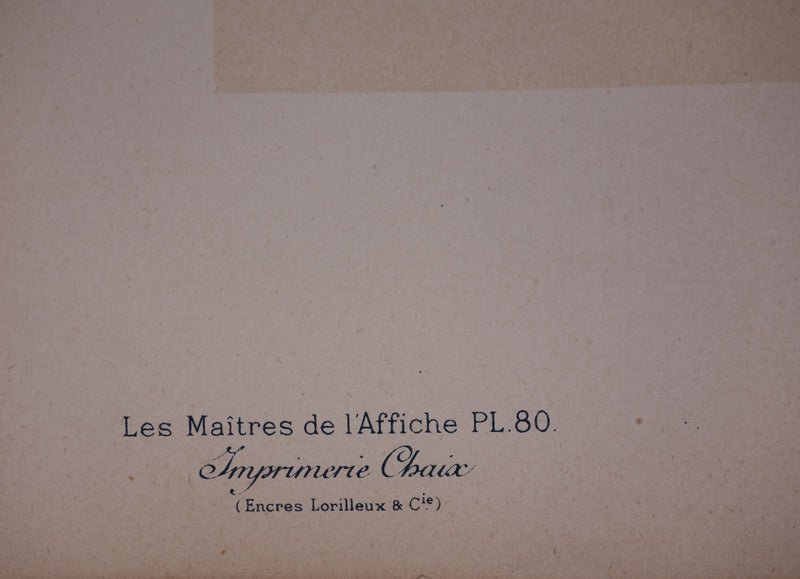 Les Maîtres de l'Affiche PL.80.
Imprimerie Chaix
(Encres Lorilleux & Cie)